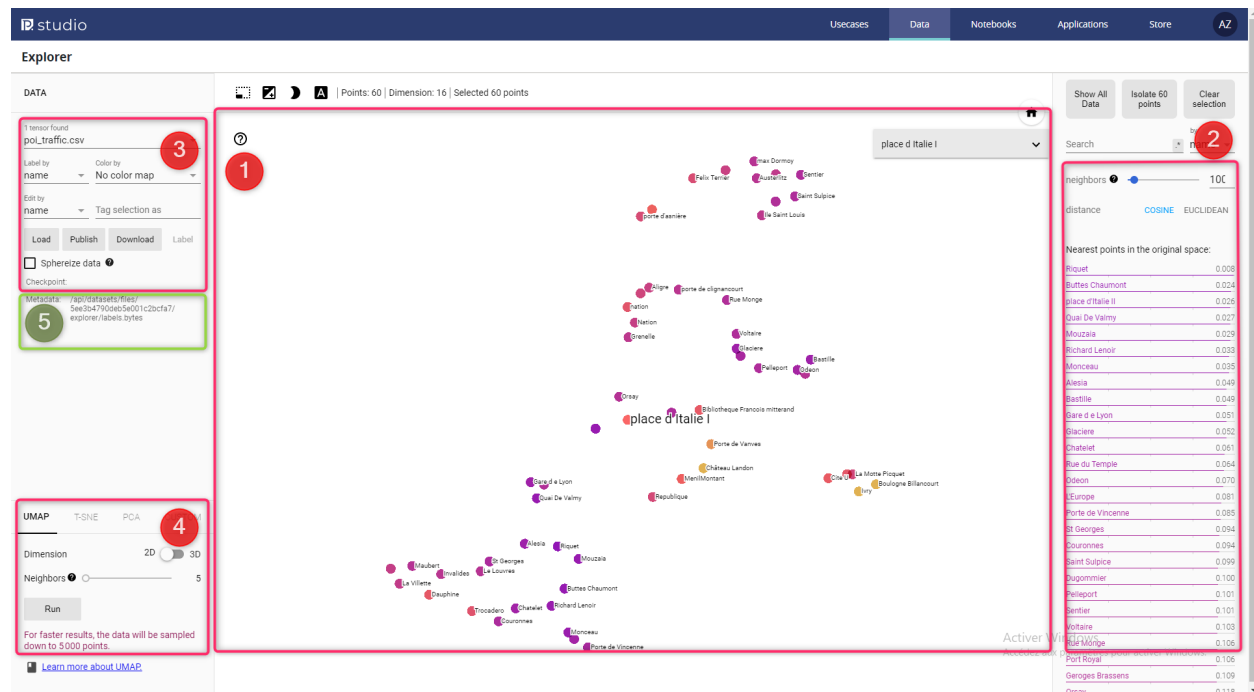 studio
Usecases
Data
Notebooks
Applications
Store
AZ
Explorer
DATA
| Points: 60 | Dimension: 16 | Selected 60 points
Show All Data
Isolate 60 points
Clear selection
1 tensor found
poi_traffic.csv
3
Label by
name
Color by
No color map
Edit by
name
Tag selection as
Load
Publish
Download
Label
Sphereize data
Checkpoint:
Metadata:
/api/datasets/files/
5ee3b4790deb5e001c2bcfa7/
explorer/labels.bytes
5
UMAP
T-SNE
PCA
4
Dimension
2D
3D
Neighbors
5
Run
For faster results, the data will be sampled
down to 5000 points.
Learn more about UMAP.
1
place d Italie I
max Dormoy
Felix Tarrier
Austerlitz
Sentier
Saint Sulpice
porte d'asnière
Ile Saint Louis
Aligre
porte de clignancourt
nation
Rue Monge
Nation
Grenelle
Voltaire
Glaciere
Bastille
Pelleport
Odeon
Orsay
place d'Italie I
Bibliotheque Francois mitterand
Porte de Vanves
Château Landon
MenilMontant
Cite U
La Motte Picquet
Boulogne Billancourt
Ivry
Gare d e Lyon
Quai De Valmy
Republique
Alesia
Riquet
Mouzaia
St Georges
Maubert
Invalides
Le Louvres
La Villette
Dauphine
Buttes Chaumont
Trocadero
Chatelet
Richard Lenoir
Couronnes
Monceau
Porte de Vincenne
Search
.*
by
2
neighbors
100
distance
COSINE
EUCLIDEAN
Nearest points in the original space:
Riquet 0.008
Buttes Chaumont 0.024
place d'Italie II 0.026
Quai De Valmy 0.027
Mouzaia 0.029
Richard Lenoir 0.033
Monceau 0.035
Alesia 0.049
Bastille 0.049
Gare d e Lyon 0.051
Glaciere 0.052
Chatelet 0.061
Rue du Temple 0.064
Odeon 0.070
L'Europe 0.081
Porte de Vincenne 0.085
St Georges 0.094
Couronnes 0.094
Saint Sulpice 0.099
Dugommier 0.100
Pelleport 0.101
Sentier 0.101
Voltaire 0.103
Rue Monge 0.106
Port Royal 0.106
Geroges Brassens 0.109
Activer Windows
Accédez aux paramètres pour activer Windows.